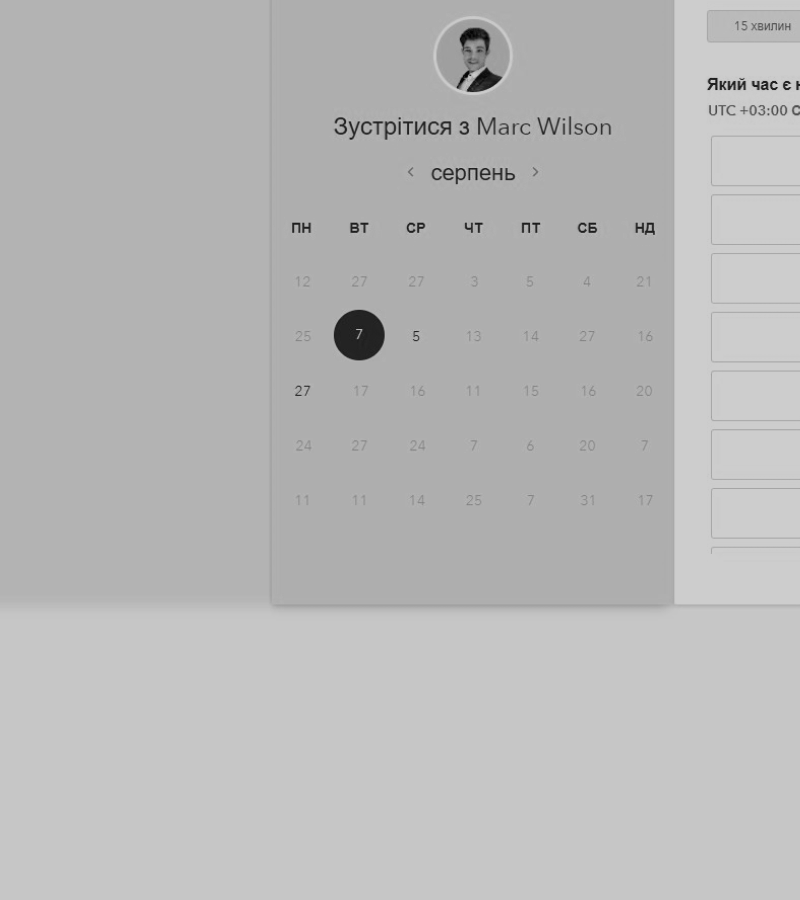 15 хвилин
Зустрітися з Marc Wilson
серпень
ПН ВТ СР ЧТ ПТ СБ НД
12 27 27 3 5 4 21
25 7 5 13 14 27 16
27 17 16 11 15 16 20
24 27 24 7 6 20 7
11 11 14 25 7 31 17
Який час є
UTC +03:00